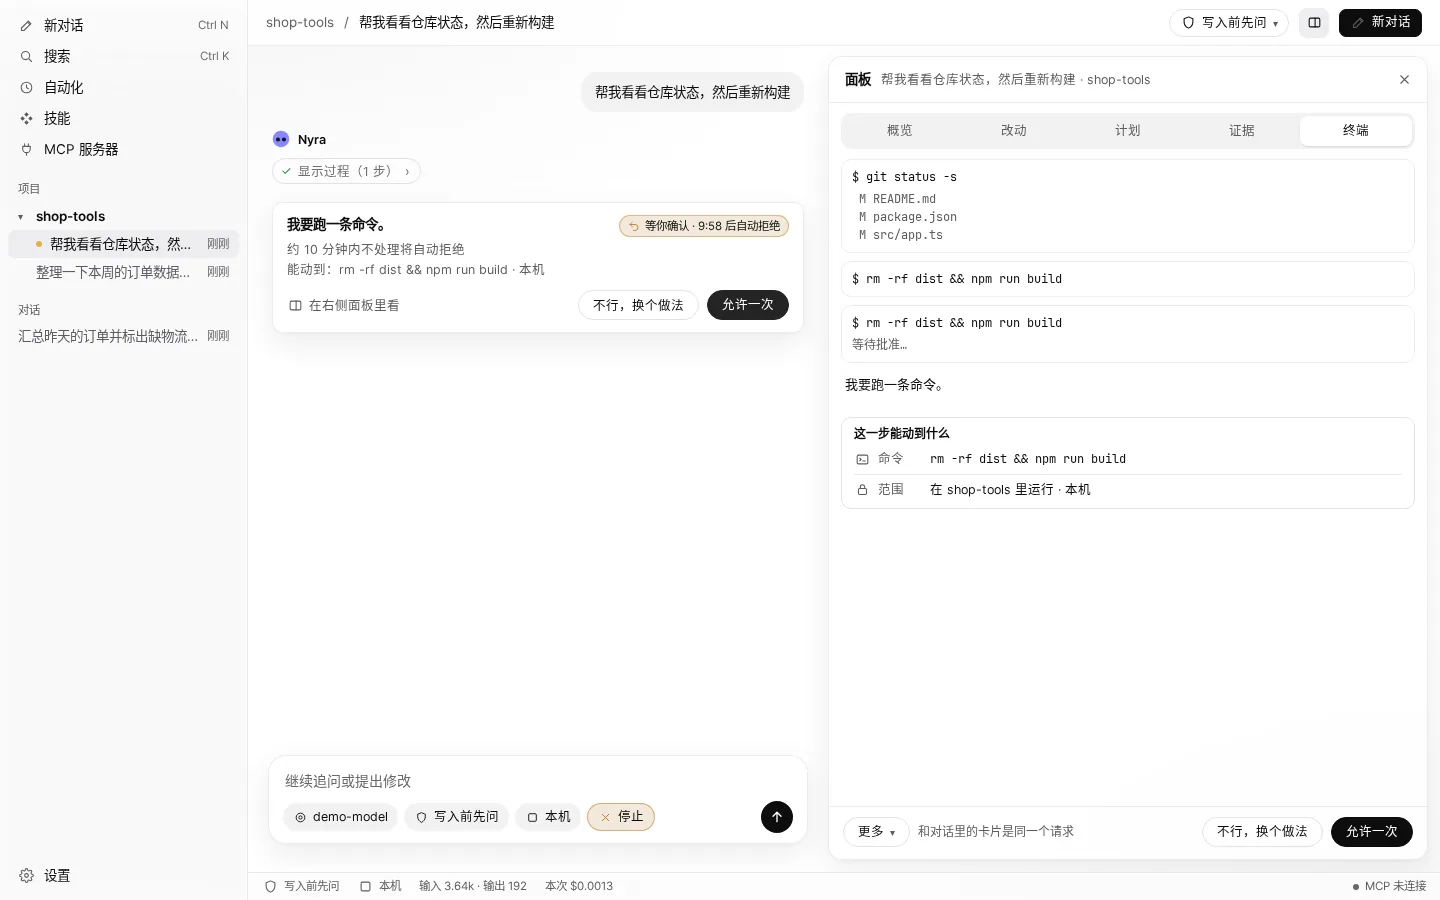 新对话 Ctrl N
搜索 Ctrl K
自动化
技能
MCP 服务器
项目
▾ shop-tools
帮我看看仓库状态，然... 刚刚
整理一下本周的订单数据... 刚刚
对话
汇总昨天的订单并标出缺物流... 刚刚
设置
shop-tools / 帮我看看仓库状态，然后重新构建
写入前先问 ▾
新对话
帮我看看仓库状态，然后重新构建
Nyra
显示过程（1 步） ›
我要跑一条命令。
等你确认 · 9:58 后自动拒绝
约 10 分钟内不处理将自动拒绝
能动到：rm -rf dist && npm run build · 本机
在右侧面板里看
不行，换个做法
允许一次
继续追问或提出修改
demo-model
写入前先问
本机
停止
面板 帮我看看仓库状态，然后重新构建 · shop-tools
概览
改动
计划
证据
终端
$ git status -s
M README.md
M package.json
M src/app.ts
$ rm -rf dist && npm run build
$ rm -rf dist && npm run build
等待批准…
我要跑一条命令。
这一步能动到什么
命令 rm -rf dist && npm run build
范围 在 shop-tools 里运行 · 本机
更多 ▾
和对话里的卡片是同一个请求
不行，换个做法
允许一次
写入前先问
本机
输入 3.64k · 输出 192
本次 $0.0013
MCP 未连接